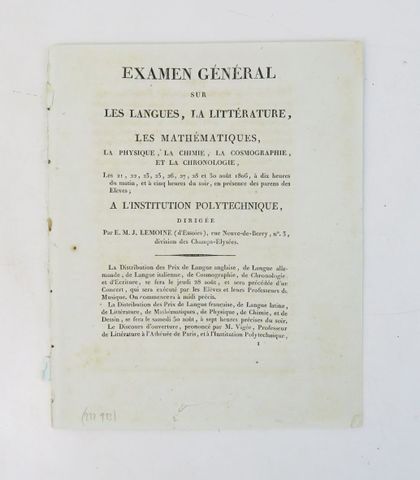 EXAMEN GÉNÉRAL
SUR
LES LANGUES, LA LITTÉRATURE,
LES MATHÉMATIQUES,
LA PHYSIQUE, LA CHIMIE, LA COSMOGRAPHIE,
ET LA CHRONOLOGIE,
Les 21, 22, 23, 25, 26, 27, 28 et 30 août 1806, à dix heures
du matin, et à cinq heures du soir, en présence des parens des
Elèves;
A L'INSTITUTION POLYTECHNIQUE,
DIRIGÉE
Par E. M. J. LEMOINE (d'Essoies), rue Neuve-de-Berry, nº. 3,
division des Champs-Elysées.
La Distribution des Prix de Langue anglaise, de Langue alle-
mande, de Langue italienne, de Cosmographie, de Chronologie
et d'Ecriture, se fera le jeudi 28 août, et sera précédée d'un
Concert, qui sera exécuté par les Elèves et leurs Professeurs de
Musique. On commencera à midi précis.
La Distribution des Prix de Langue française, de Langue latine,
de Littérature, de Mathématiques, de Physique, de Chimie, et de
Dessin, se fera le samedi 30 août, à sept heures précises du soir.
Le Discours d'ouverture, prononcé par M. Vigée, Professeur
de Littérature à l'Athénée de Paris, et à l'Institution Polytechnique,
1